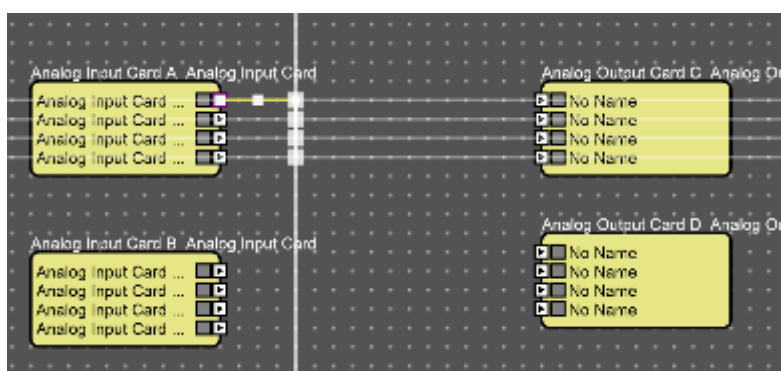 Analog Input Card A Analog Input Card
Analog Input Card ...
Analog Input Card ...
Analog Input Card ...
Analog Input Card ...
Analog Output Card C Analog Ou
No Name
No Name
No Name
No Name
Analog Input Card B Analog Input Card
Analog Input Card ...
Analog Input Card ...
Analog Input Card ...
Analog Input Card ...
Analog Output Card D Analog Ou
No Name
No Name
No Name
No Name